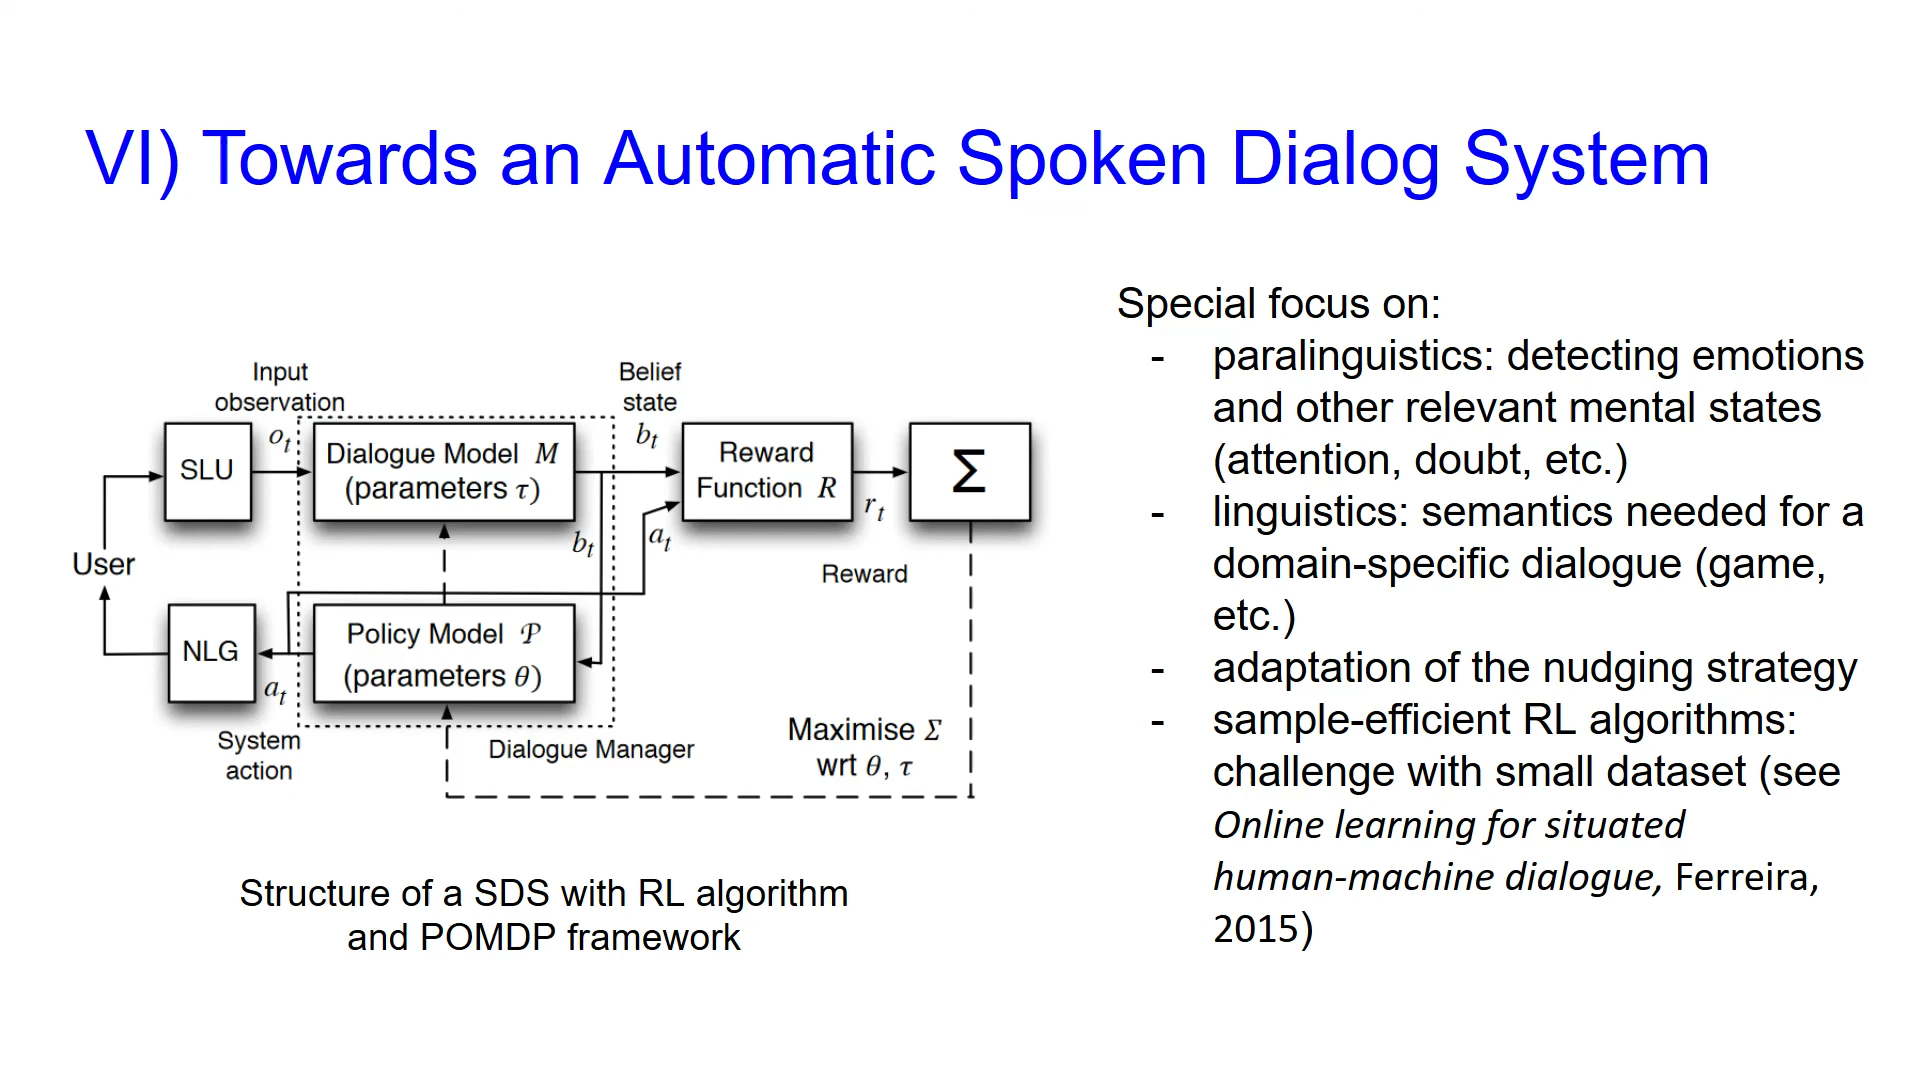 VI) Towards an Automatic Spoken Dialog System
Input
observation
Belief
state
SLU
o_t
Dialogue Model M
(parameters τ)
b_t
Reward
Function R
r_t
Σ
b_t
a_t
User
Reward
NLG
a_t
Policy Model 𝒫
(parameters θ)
System
action
Dialogue Manager
Maximise Σ
wrt θ, τ
Structure of a SDS with RL algorithm
and POMDP framework
Special focus on:
- paralinguistics: detecting emotions
and other relevant mental states
(attention, doubt, etc.)
- linguistics: semantics needed for a
domain-specific dialogue (game,
etc.)
- adaptation of the nudging strategy
- sample-efficient RL algorithms:
challenge with small dataset (see
Online learning for situated
human-machine dialogue, Ferreira,
2015)